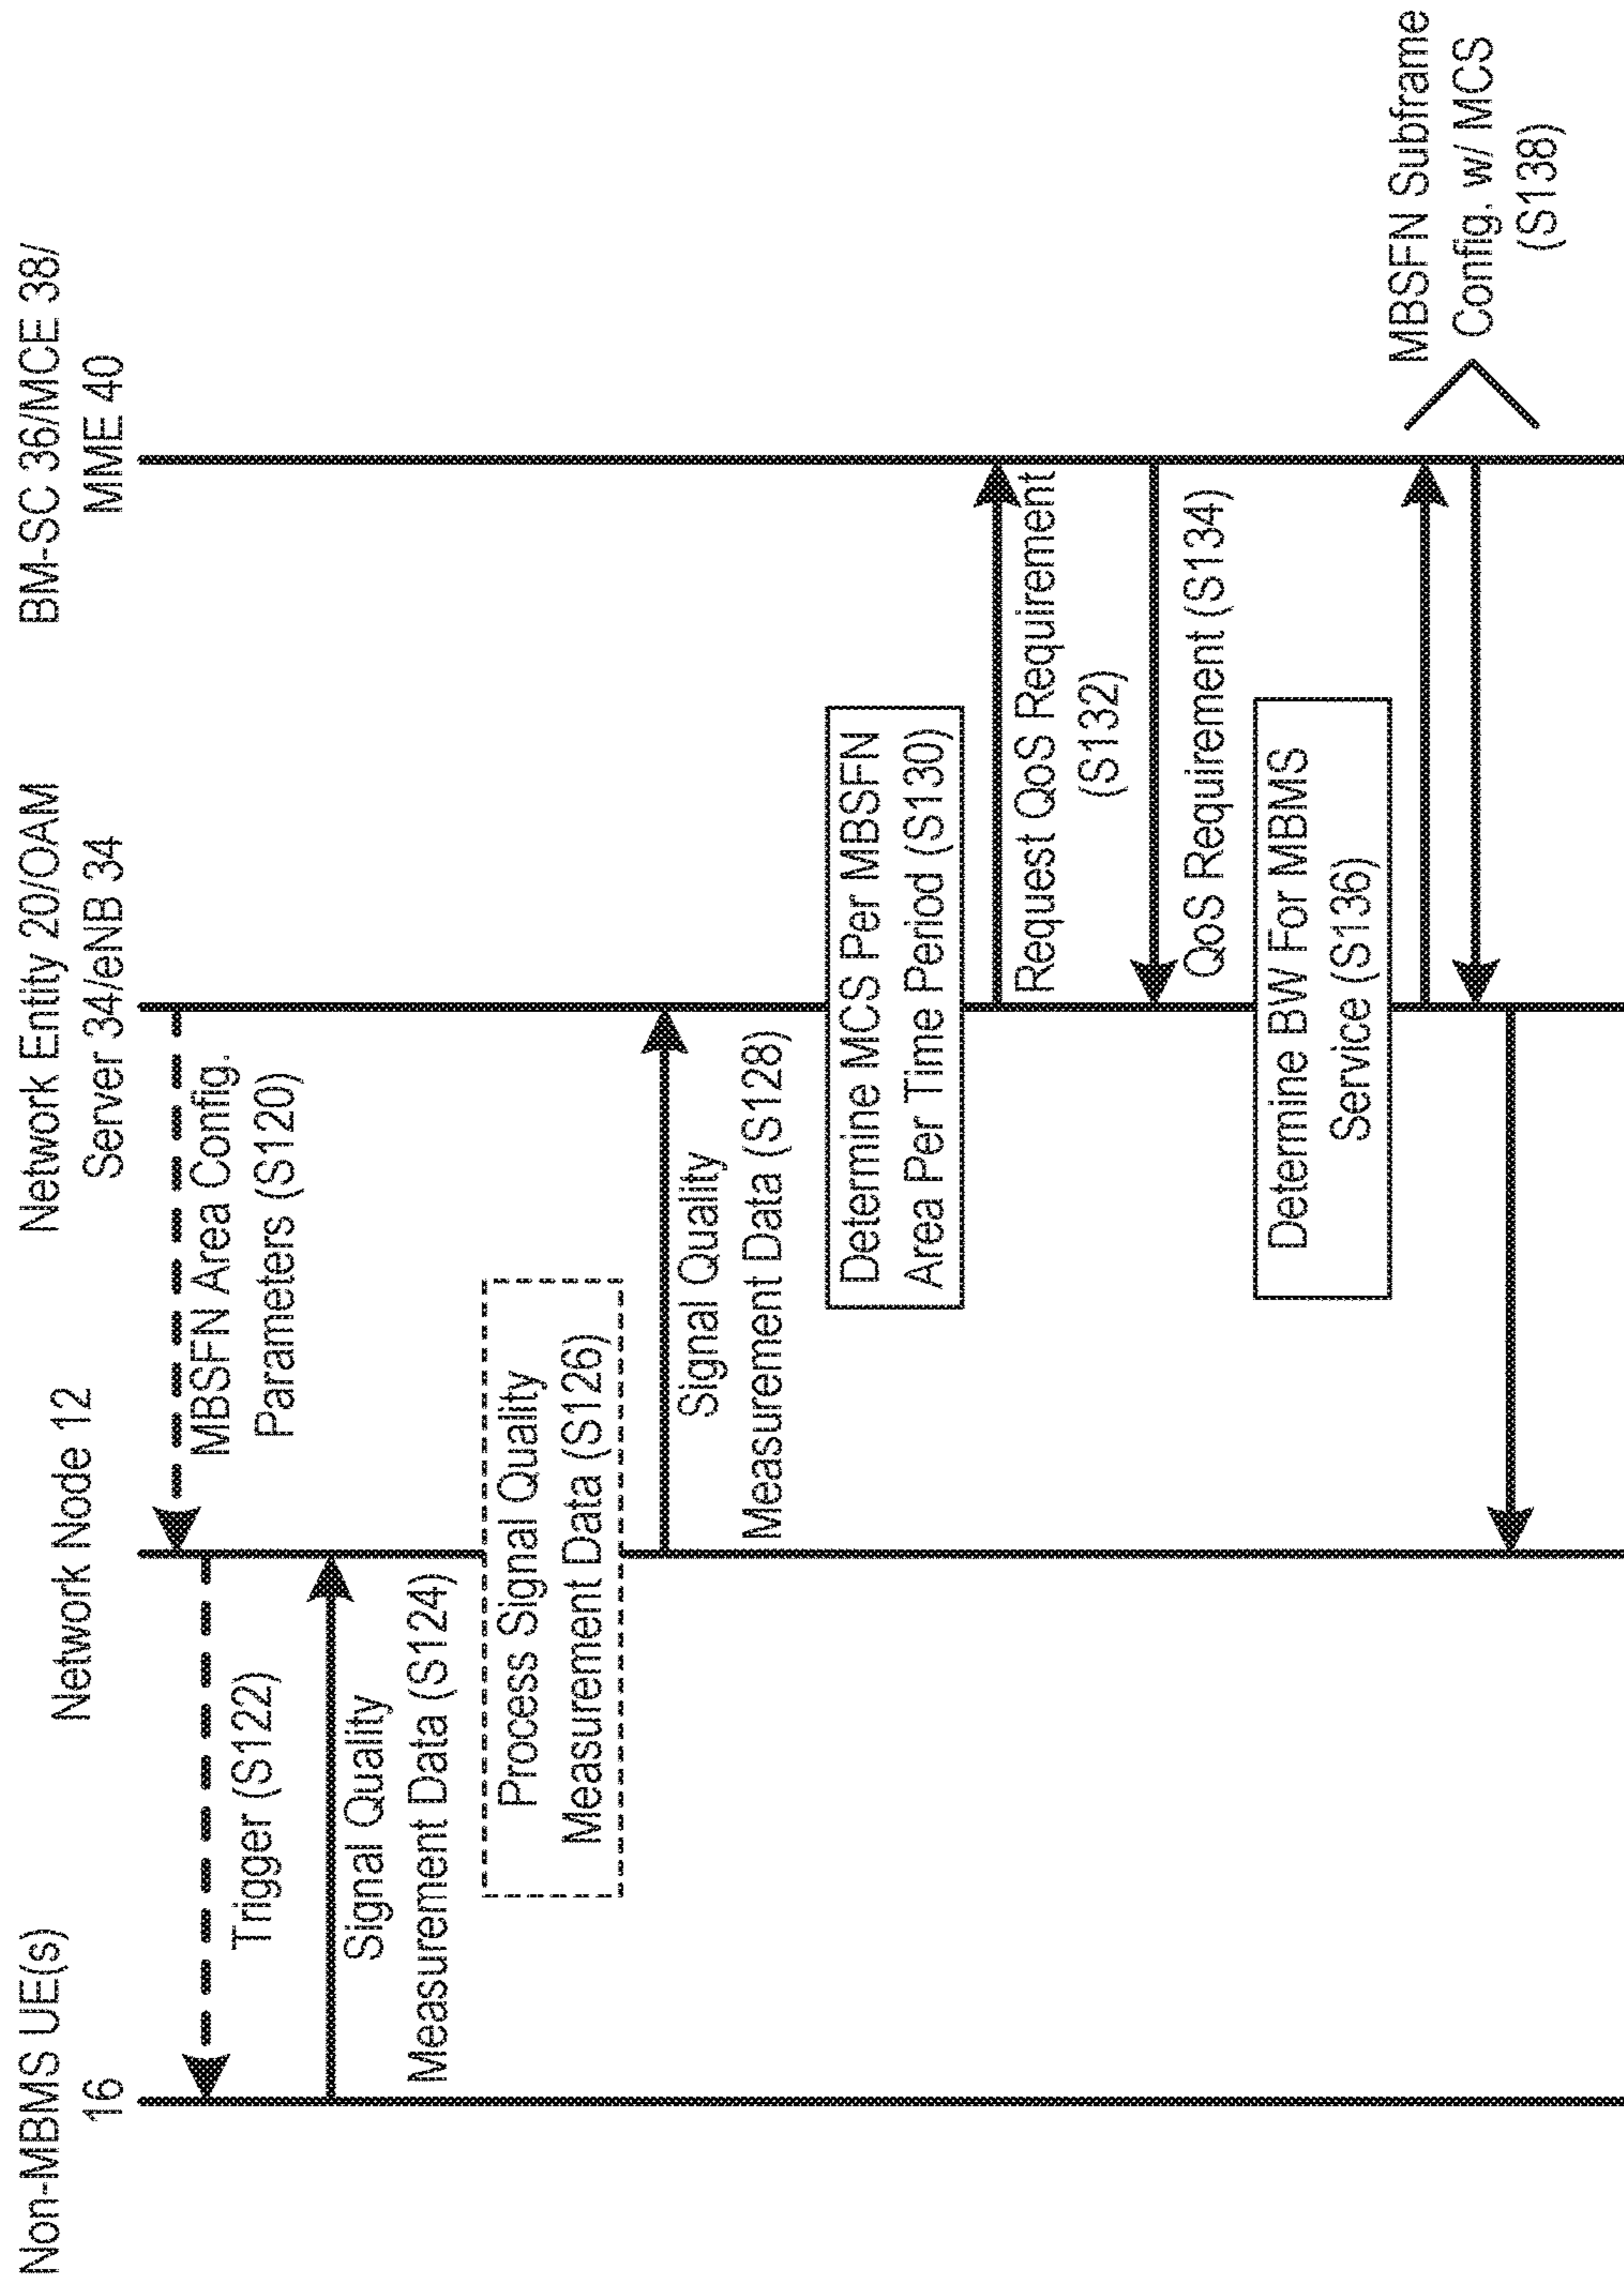 Non-MBMS UE(s)
16
Network Node 12
Network Entity 20/OAM
Server 34/eNB 34
BM-SC 36/MCE 38/
MME 40
MBSFN Area Config.
Parameters (S120)
Trigger (S122)
Signal Quality
Measurement Data (S124)
Process Signal Quality
Measurement Data (S126)
Signal Quality
Measurement Data (S128)
Determine MCS Per MBSFN
Area Per Time Period (S130)
Request QoS Requirement
(S132)
QoS Requirement (S134)
Determine BW For MBMS
Service (S136)
MBSFN Subframe
Config. w/ MCS
(S138)